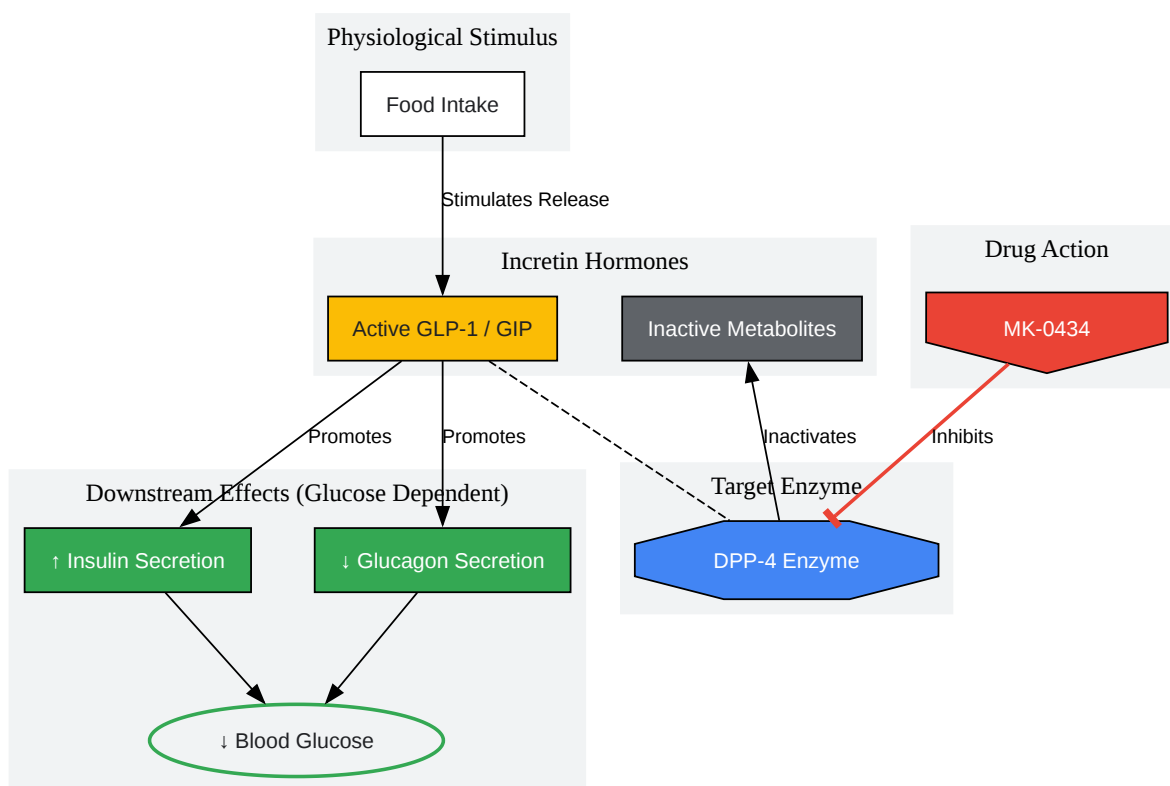 Physiological Stimulus
Food Intake
Stimulates Release
Incretin Hormones
Active GLP-1 / GIP
Inactive Metabolites
Drug Action
MK-0434
Promotes
Promotes
Inactivates
Inhibits
Downstream Effects (Glucose Dependent)
↑ Insulin Secretion
↓ Glucagon Secretion
Target Enzyme
DPP-4 Enzyme
↓ Blood Glucose